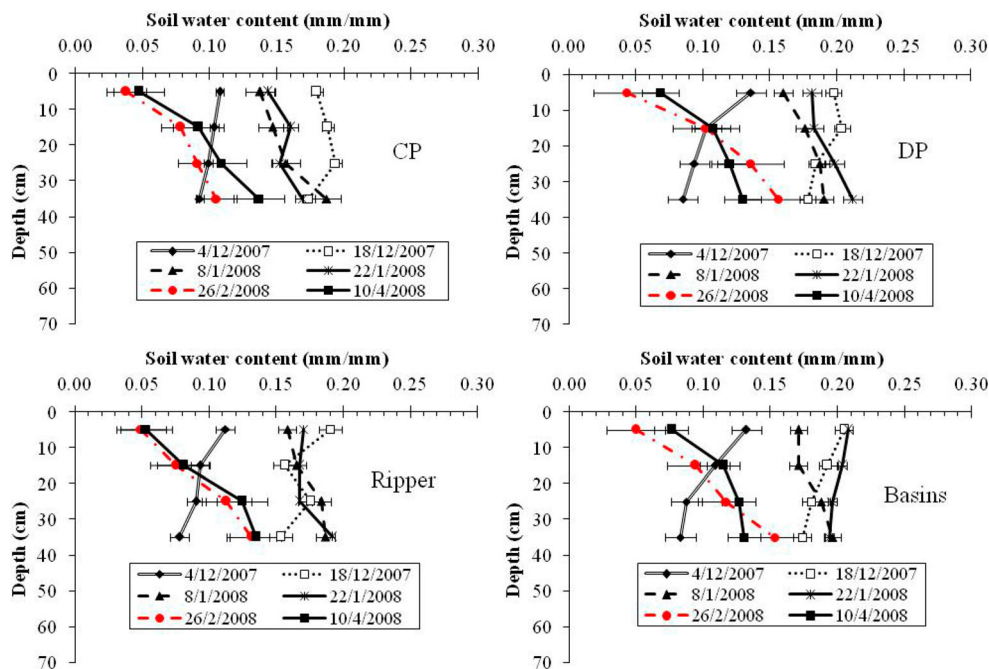 Soil water content (mm/mm)
0.00 0.05 0.10 0.15 0.20 0.25 0.30
0
10
20
30
40
50
60
70
Depth (cm)
CP
4/12/2007 18/12/2007
8/1/2008 22/1/2008
26/2/2008 10/4/2008
Soil water content (mm/mm)
0.00 0.05 0.10 0.15 0.20 0.25 0.30
0
10
20
30
40
50
60
70
Depth (cm)
DP
4/12/2007 18/12/2007
8/1/2008 22/1/2008
26/2/2008 10/4/2008
Soil water content (mm/mm)
0.00 0.05 0.10 0.15 0.20 0.25 0.30
0
10
20
30
40
50
60
70
Depth (cm)
Ripper
4/12/2007 18/12/2007
8/1/2008 22/1/2008
26/2/2008 10/4/2008
Soil water content (mm/mm)
0.00 0.05 0.10 0.15 0.20 0.25 0.30
0
10
20
30
40
50
60
70
Depth (cm)
Basins
4/12/2007 18/12/2007
8/1/2008 22/1/2008
26/2/2008 10/4/2008